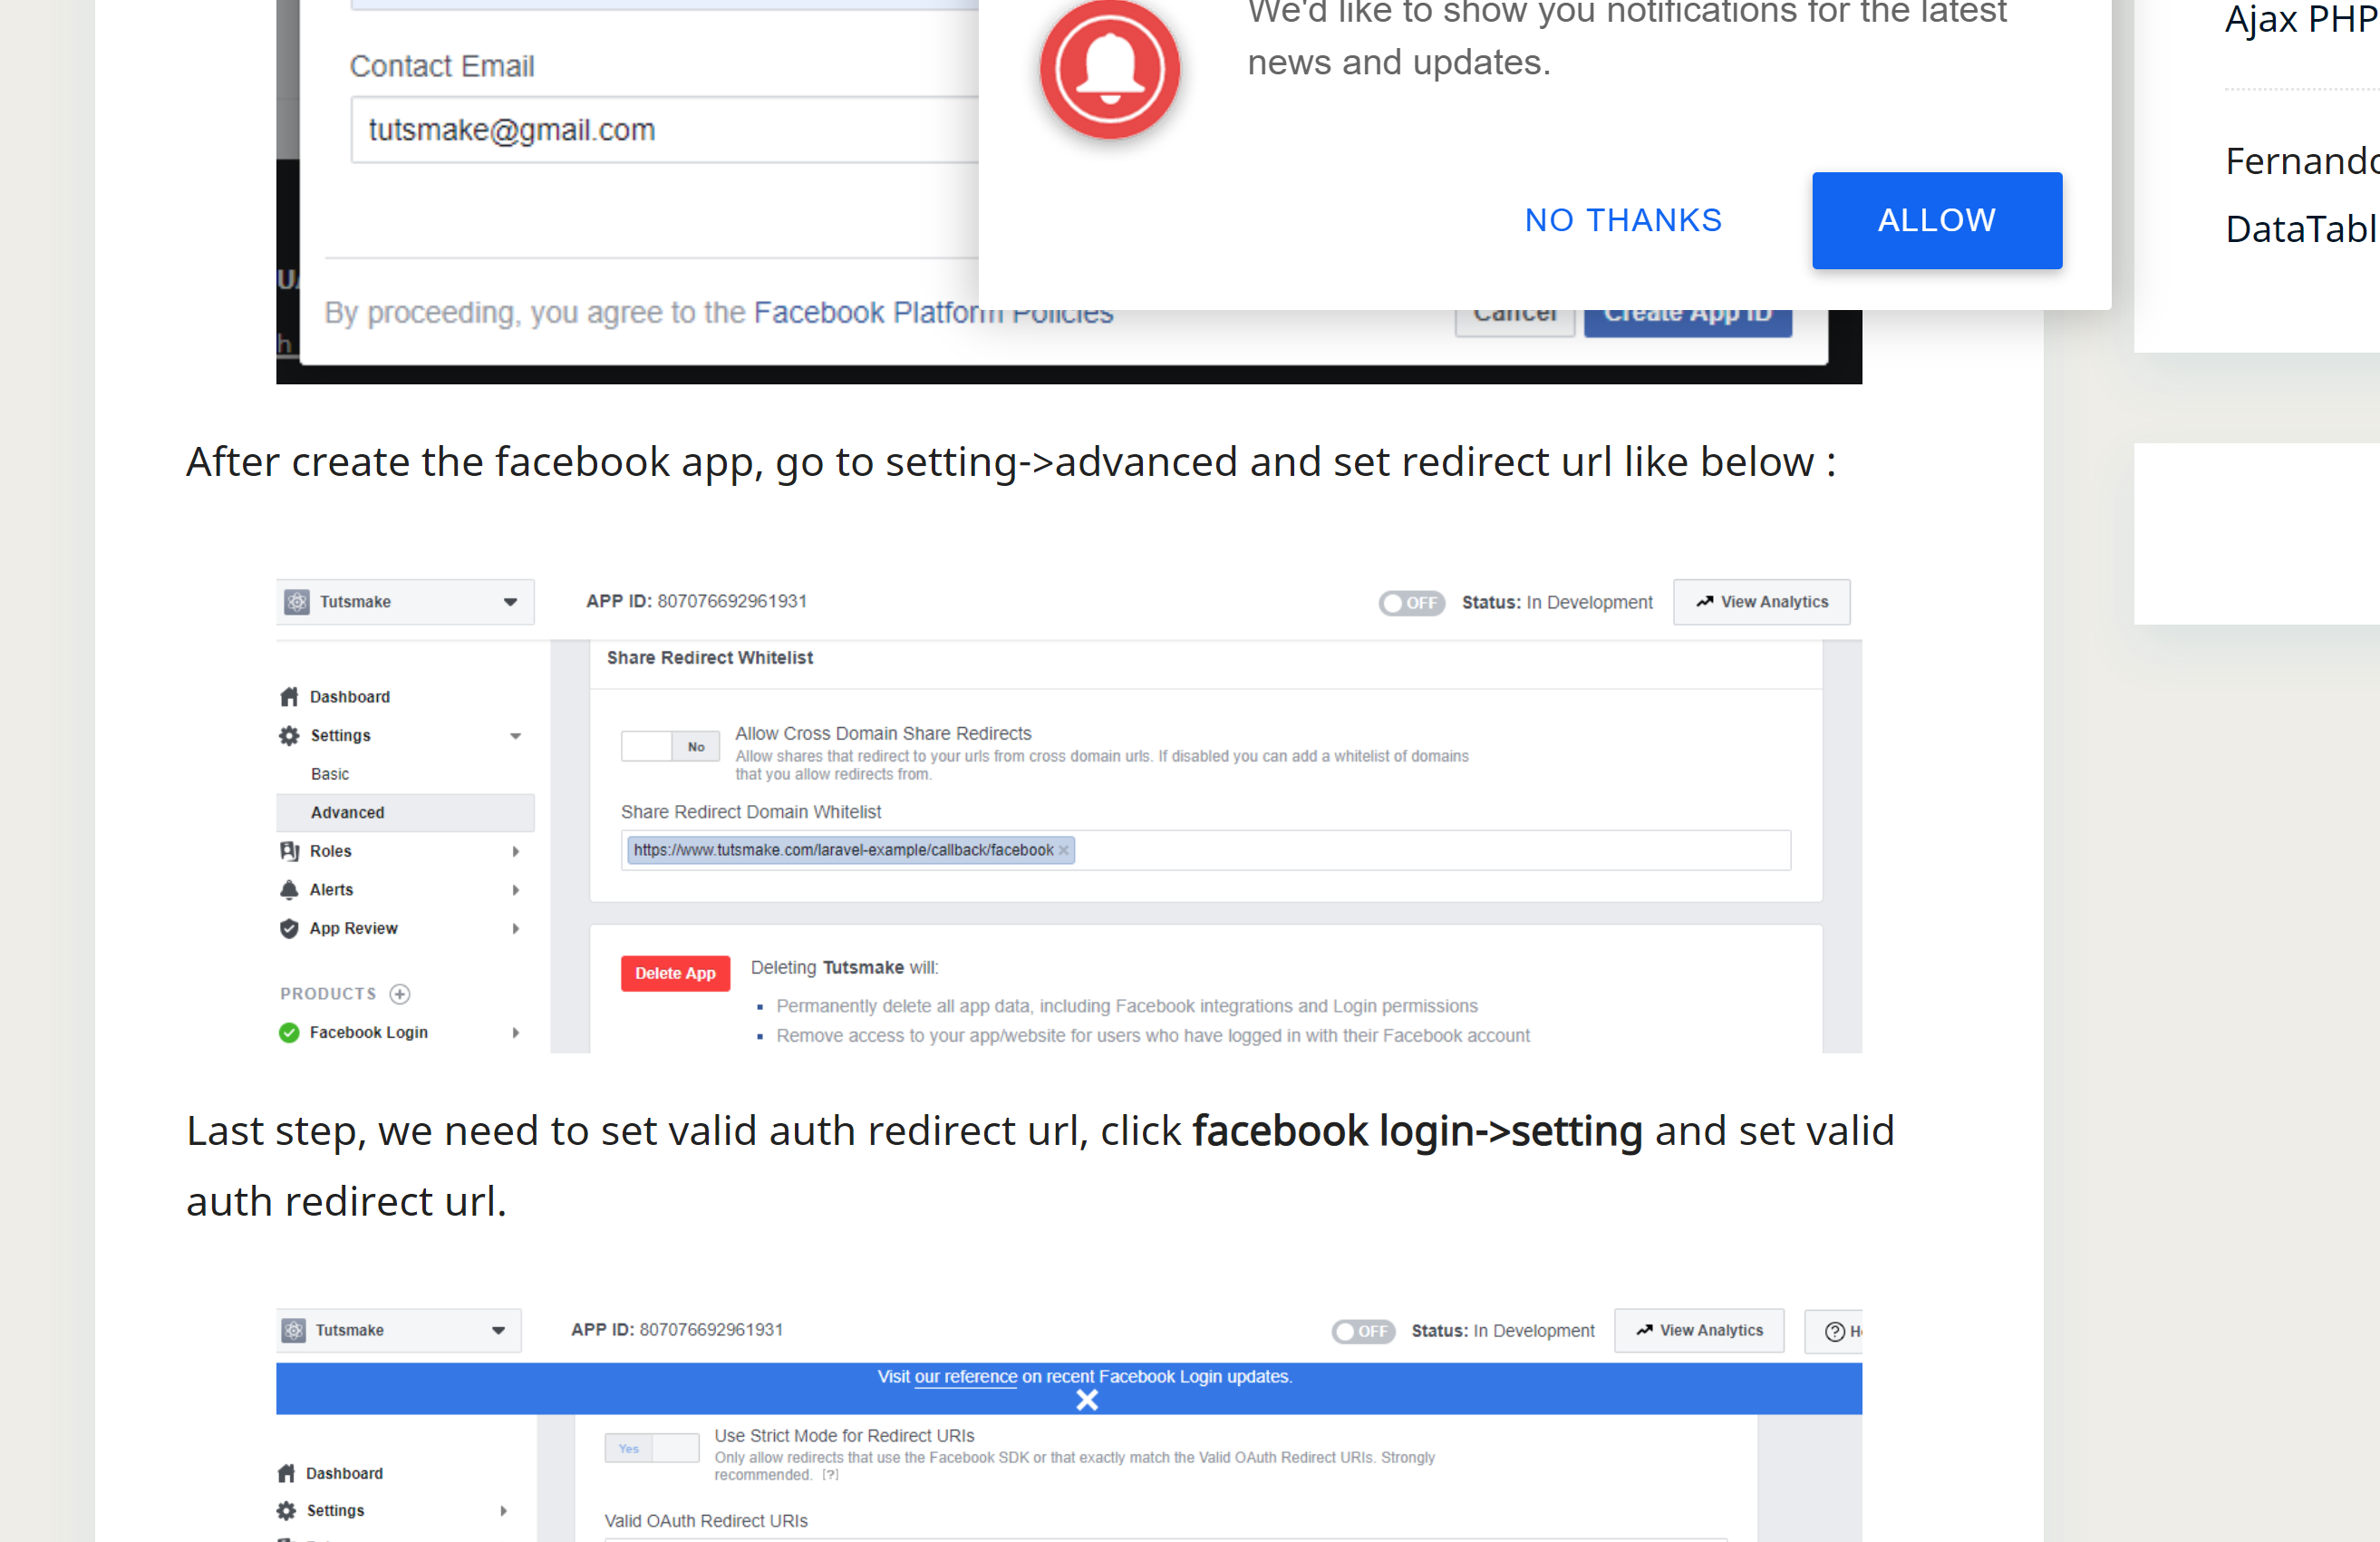 We'd like to show you notifications for the latest
news and updates.
NO THANKS
ALLOW
Contact Email
tutsmake@gmail.com
By proceeding, you agree to the Facebook Platform Policies
Cancel
Create App ID
Ajax PHP
DataTabl
After create the facebook app, go to setting->advanced and set redirect url like below :
Tutsmake
APP ID: 807076692961931
OFF
Status: In Development
View Analytics
Share Redirect Whitelist
Dashboard
Settings
Basic
Advanced
Roles
Alerts
App Review
PRODUCTS
Facebook Login
No
Allow Cross Domain Share Redirects
Allow shares that redirect to your urls from cross domain urls. If disabled you can add a whitelist of domains
that you allow redirects from.
Share Redirect Domain Whitelist
https://www.tutsmake.com/laravel-example/callback/facebook ×
Delete App
Deleting Tutsmake will:
Permanently delete all app data, including Facebook integrations and Login permissions
Remove access to your app/website for users who have logged in with their Facebook account
Last step, we need to set valid auth redirect url, click facebook login->setting and set valid
auth redirect url.
Tutsmake
APP ID: 807076692961931
OFF
Status: In Development
View Analytics
Visit our reference on recent Facebook Login updates.
Dashboard
Settings
Yes
Use Strict Mode for Redirect URIs
Only allow redirects that use the Facebook SDK or that exactly match the Valid OAuth Redirect URIs. Strongly
recommended. [?]
Valid OAuth Redirect URIs